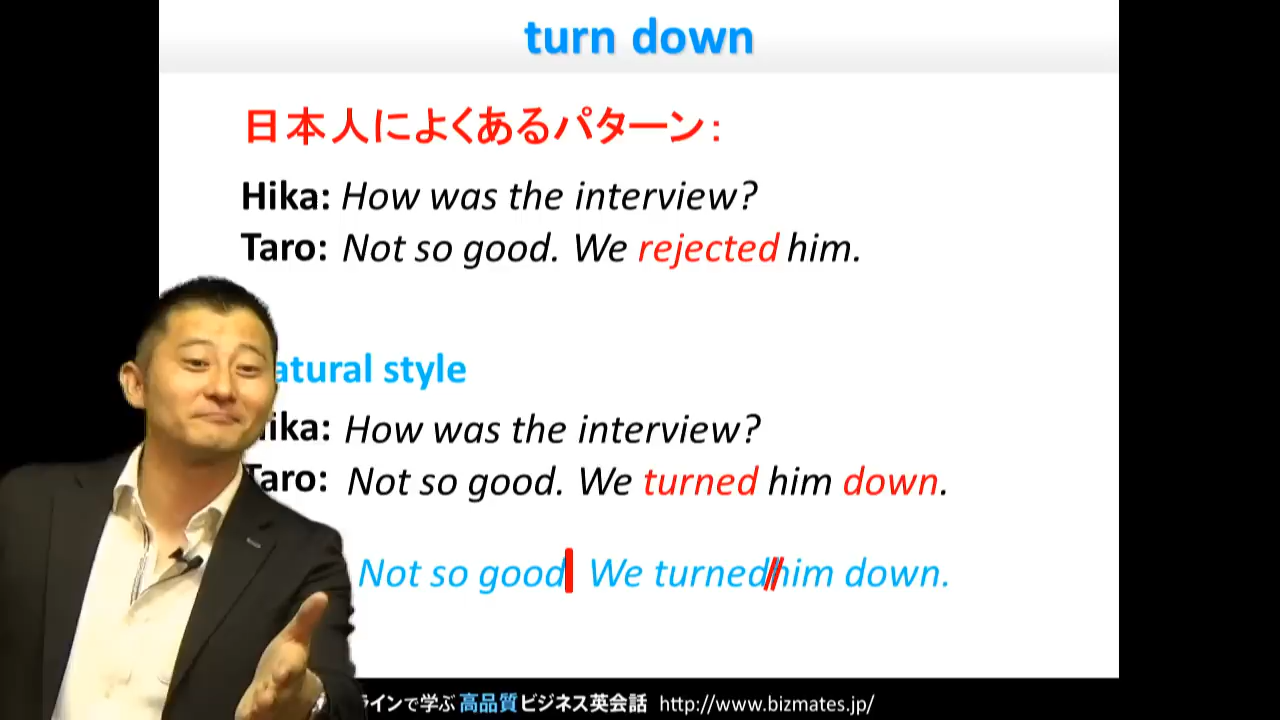 turn down
日本人によくあるパターン：
Hika: How was the interview?
Taro: Not so good. We rejected him.
atural style
ika: How was the interview?
Taro: Not so good. We turned him down.
Not so good We turned him down.
ラインで学ぶ 高品質 ビジネス英会話 http://www.bizmates.jp/